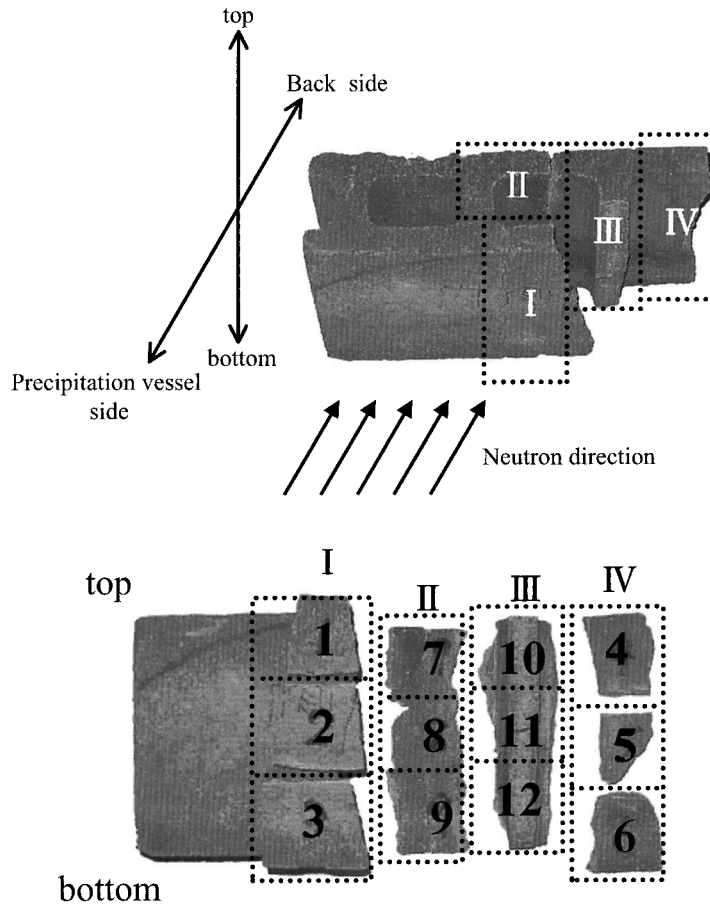 top
Back side
II
III
IV
I
bottom
Precipitation vessel
side
Neutron direction
I
II
III
IV
top
1
7
10
4
2
8
11
5
3
9
12
6
bottom